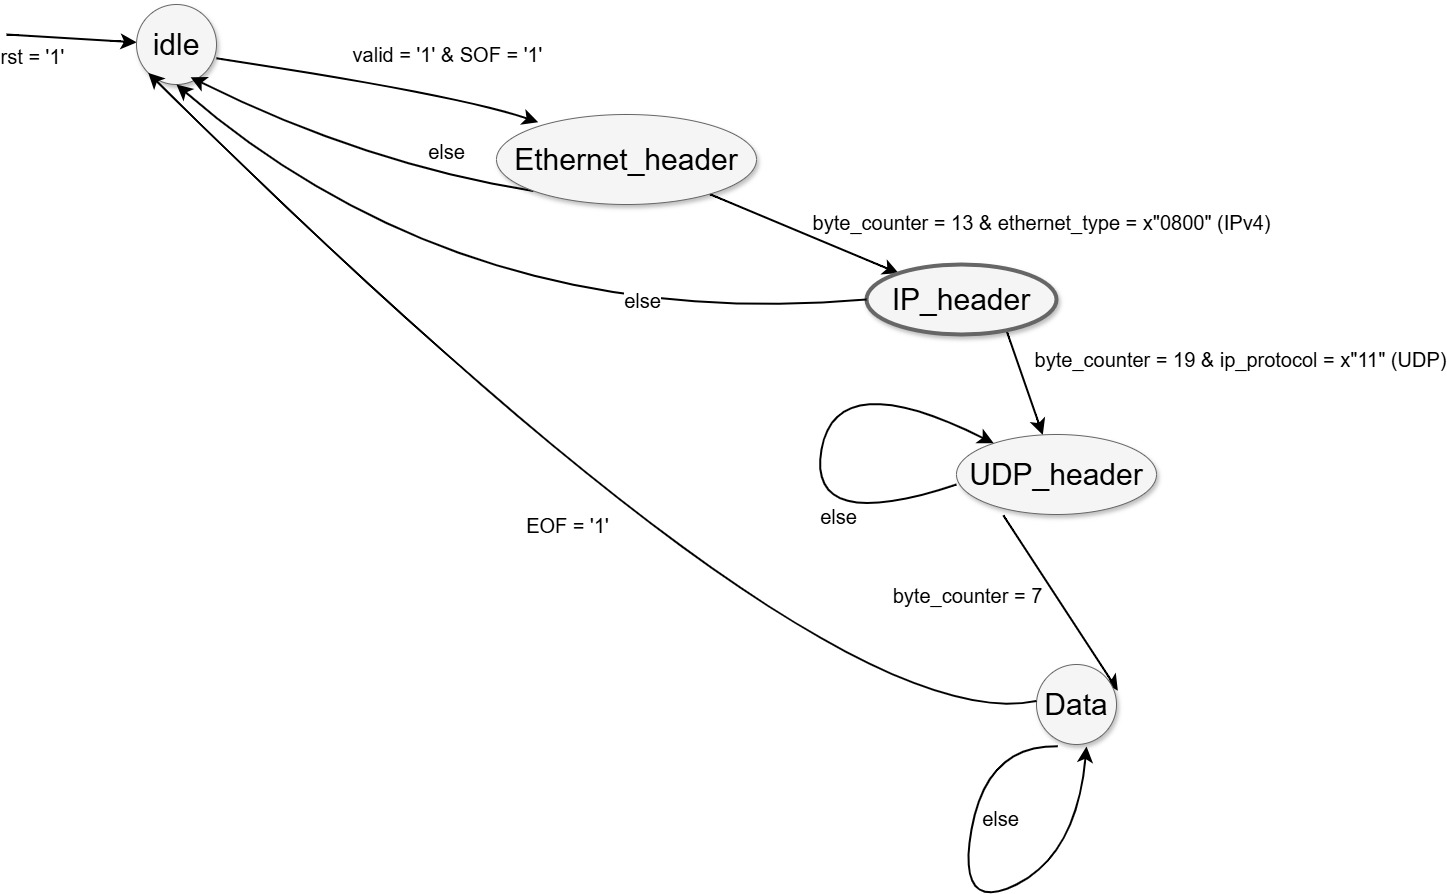 idle
rst = '1'
valid = '1' & SOF = '1'
else
Ethernet_header
byte_counter = 13 & ethernet_type = x"0800" (IPv4)
else
IP_header
byte_counter = 19 & ip_protocol = x"11" (UDP)
UDP_header
else
EOF = '1'
byte_counter = 7
Data
else